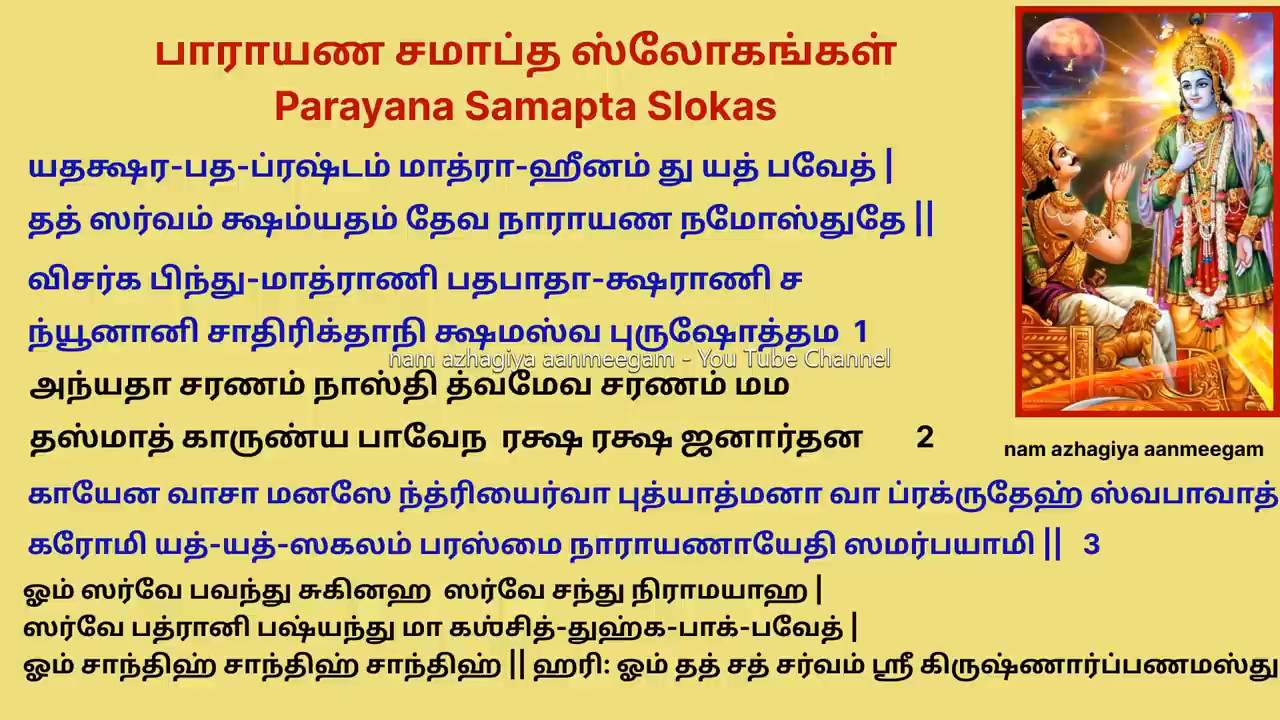 பாராயண சமாப்த ஸ்லோகங்கள்
Parayana Samapta Slokas
யதக்ஷர-பத-ப்ரஷ்டம் மாத்ரா-ஹீனம் து யத் பவேத் |
தத் ஸர்வம் க்ஷம்யதம் தேவ நாராயண நமோஸ்துதே ||
விசர்க பிந்து-மாத்ராணி பதபாதா-க்ஷராணி ச
ந்யூனானி சாதிரிக்தாநி க்ஷமஸ்வ புருஷோத்தம 1
nam azhagiya aanmeegam - You Tube Channel
அந்யதா சரணம் நாஸ்தி த்வமேவ சரணம் மம
தஸ்மாத் காருண்ய பாவேந ரக்ஷ ரக்ஷ ஜனார்தன 2
nam azhagiya aanmeegam
காயேன வாசா மனஸே ந்த்ரியைர்வா புத்யாத்மனா வா ப்ரக்ருதேஹ் ஸ்வபாவாத்
கரோமி யத்-யத்-ஸகலம் பரஸ்மை நாராயணாயேதி ஸமர்பயாமி || 3
ஓம் ஸர்வே பவந்து சுகினஹ ஸர்வே சந்து நிராமயாஹ |
ஸர்வே பத்ரானி பஷ்யந்து மா கஶ்சித்-துஹ்க-பாக்-பவேத் |
ஓம் சாந்திஹ் சாந்திஹ் சாந்திஹ் || ஹரி: ஓம் தத் சத் சர்வம் ஸ்ரீ கிருஷ்ணார்ப்பணமஸ்து